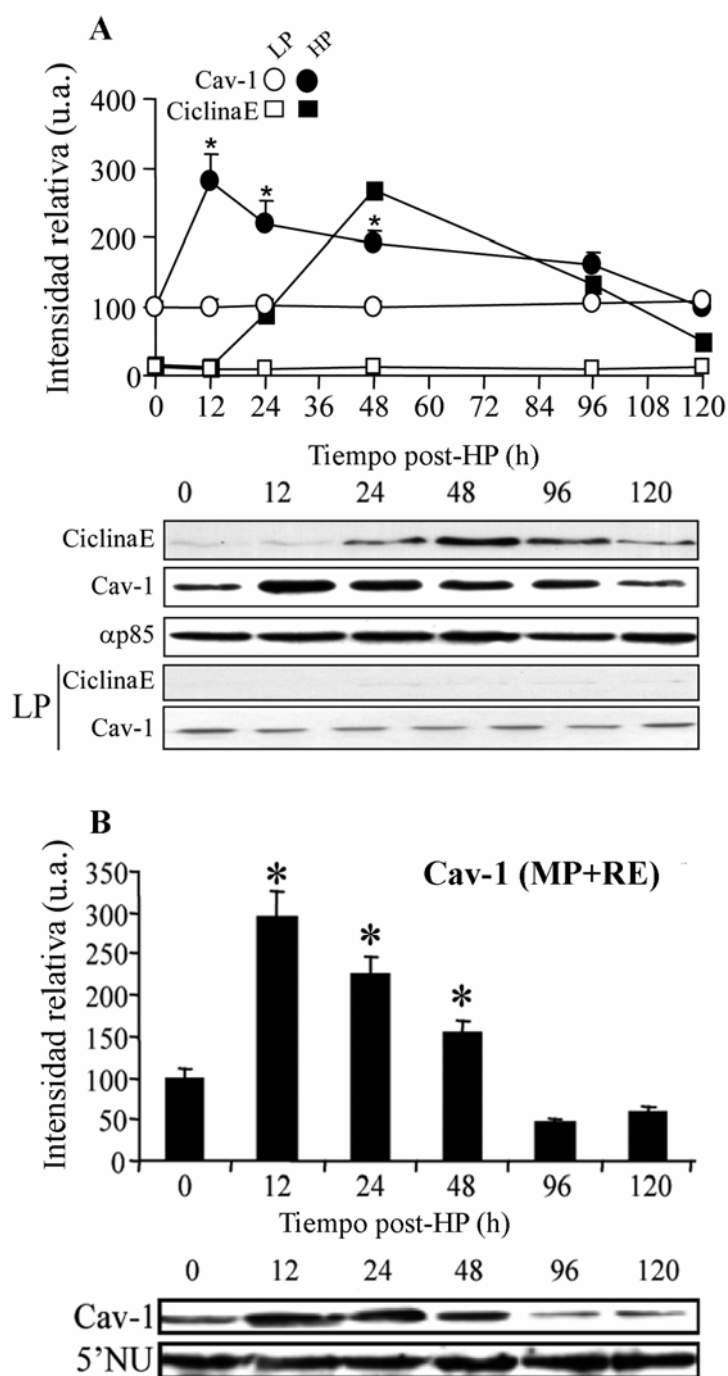 A
LP HP
Cav-1
CiclinaE
Intensidad relativa (u.a.)
400
300
200
100
0
* * *
0 12 24 36 48 60 72 84 96 108 120
Tiempo post-HP (h)
0 12 24 48 96 120
CiclinaE
Cav-1
αp85
LP
CiclinaE
Cav-1
B
Cav-1 (MP+RE)
Intensidad relativa (u.a.)
350
300
250
200
150
100
50
0
* * *
0 12 24 48 96 120
Tiempo post-HP (h)
0 12 24 48 96 120
Cav-1
5’NU